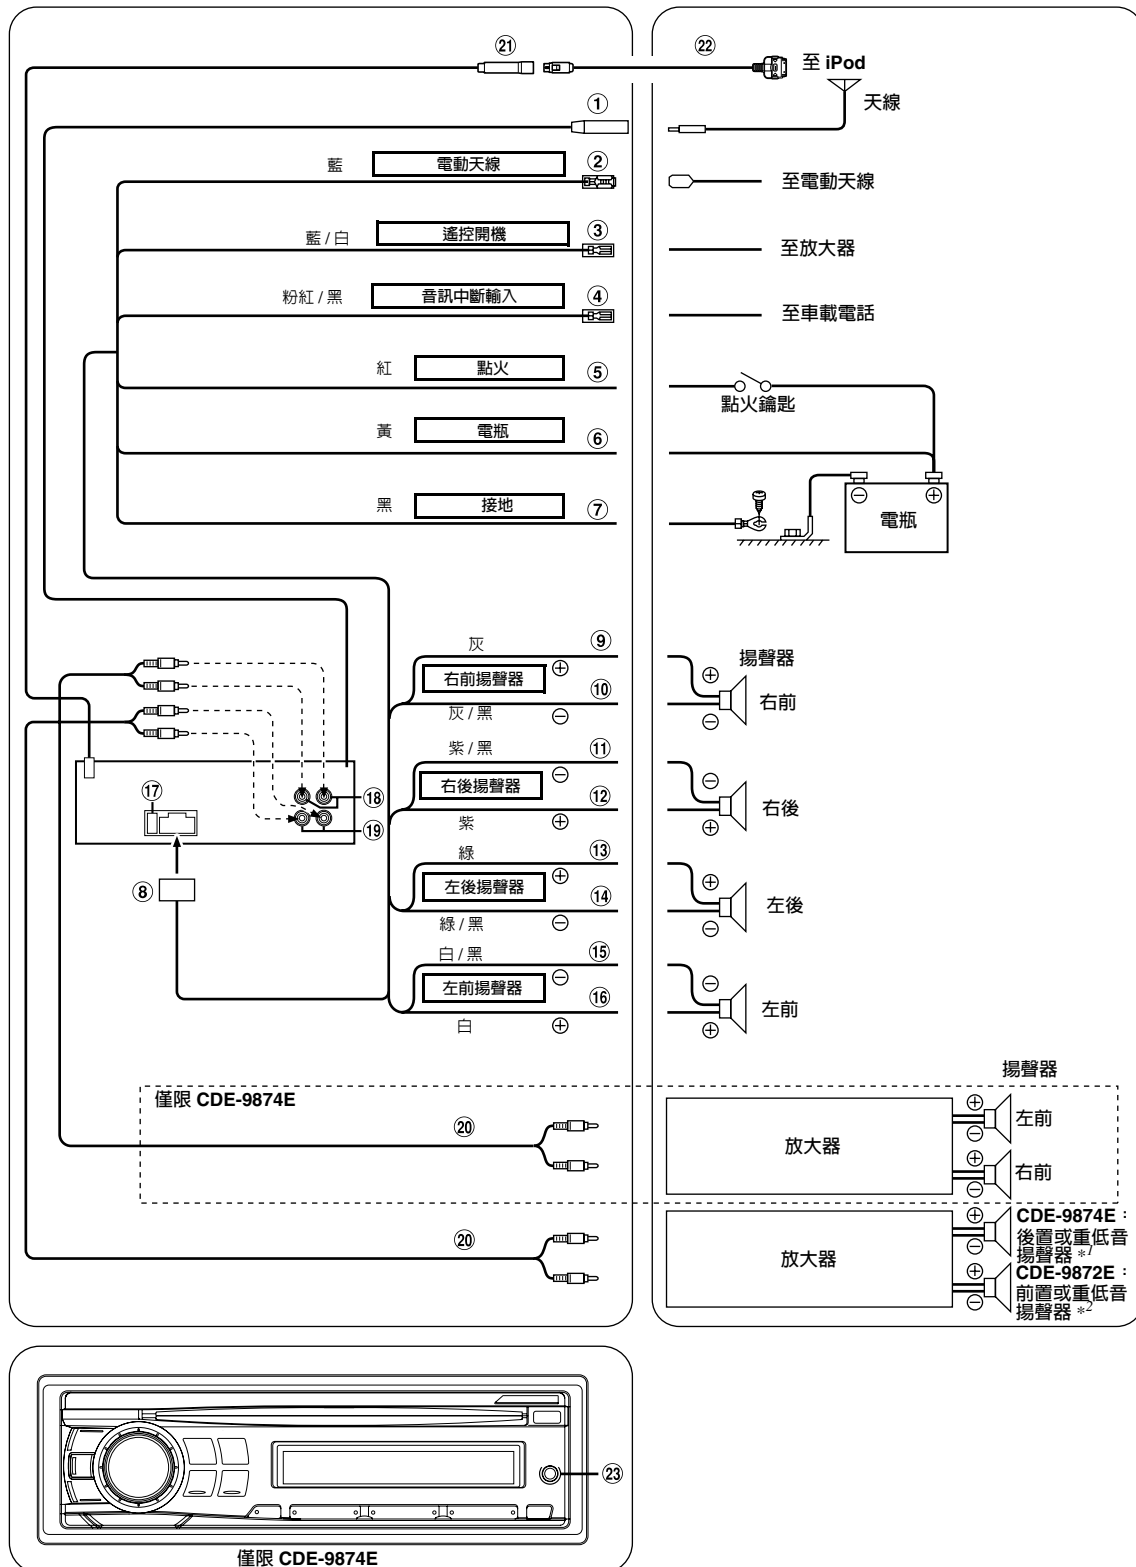 ㉑ ㉒ 至 iPod
① 天線
藍 電動天線 ② 至電動天線
藍 / 白 遙控開機 ③ 至放大器
粉紅 / 黑 音訊中斷輸入 ④ 至車載電話
紅 點火 ⑤ 點火鑰匙
黃 電瓶 ⑥
⊖ ⊕
電瓶
黑 接地 ⑦
灰 ⑨ 揚聲器
右前揚聲器 ⊕ ⊕
⑩ 右前
灰 / 黑 ⊖ ⊖
紫 / 黑 ⑪
右後揚聲器 ⊖ ⊖
⑫ 右後
紫 ⊕ ⊕
⑰ ⑱
⑲
⑧
綠 ⑬
左後揚聲器 ⊕ ⊕
⑭ 左後
綠 / 黑 ⊖ ⊖
白 / 黑 ⑮
左前揚聲器 ⊖ ⊖
⑯ 左前
白 ⊕ ⊕
揚聲器
僅限 CDE-9874E
⑳ 放大器
⊕ 左前
⊖
⊕ 右前
⊖
⑳ 放大器
⊕ CDE-9874E：
後置或重低音
⊖ 揚聲器 *1
⊕ CDE-9872E：
前置或重低音
⊖ 揚聲器 *2
㉓
僅限 CDE-9874E